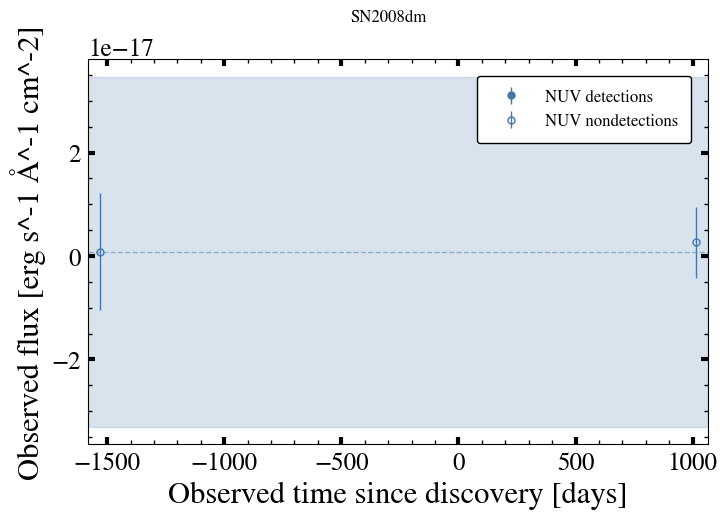 SN2008dm
1e−17
NUV detections
NUV nondetections
2
0
−2
Observed flux [erg s^-1 Å^-1 cm^-2]
−1500 −1000 −500 0 500 1000
Observed time since discovery [days]